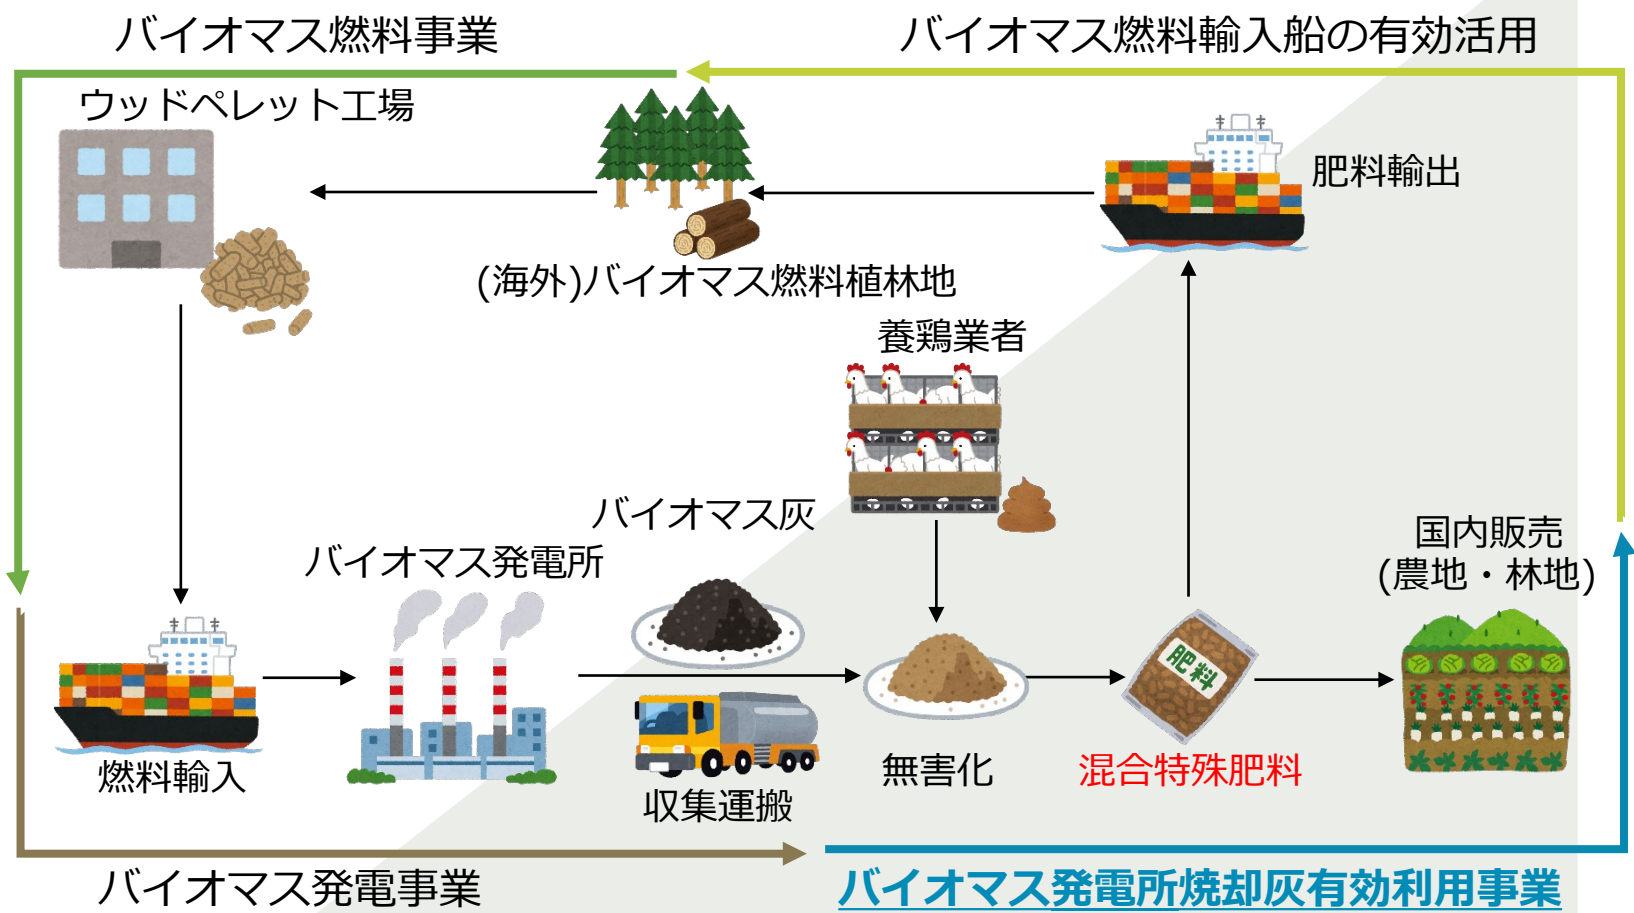 バイオマス燃料事業
バイオマス燃料輸入船の有効活用
ウッドペレット工場
肥料輸出
(海外)バイオマス燃料植林地
養鶏業者
バイオマス灰
バイオマス発電所
国内販売
(農地・林地)
肥料
燃料輸入
収集運搬
無害化
混合特殊肥料
バイオマス発電事業
バイオマス発電所焼却灰有効利用事業